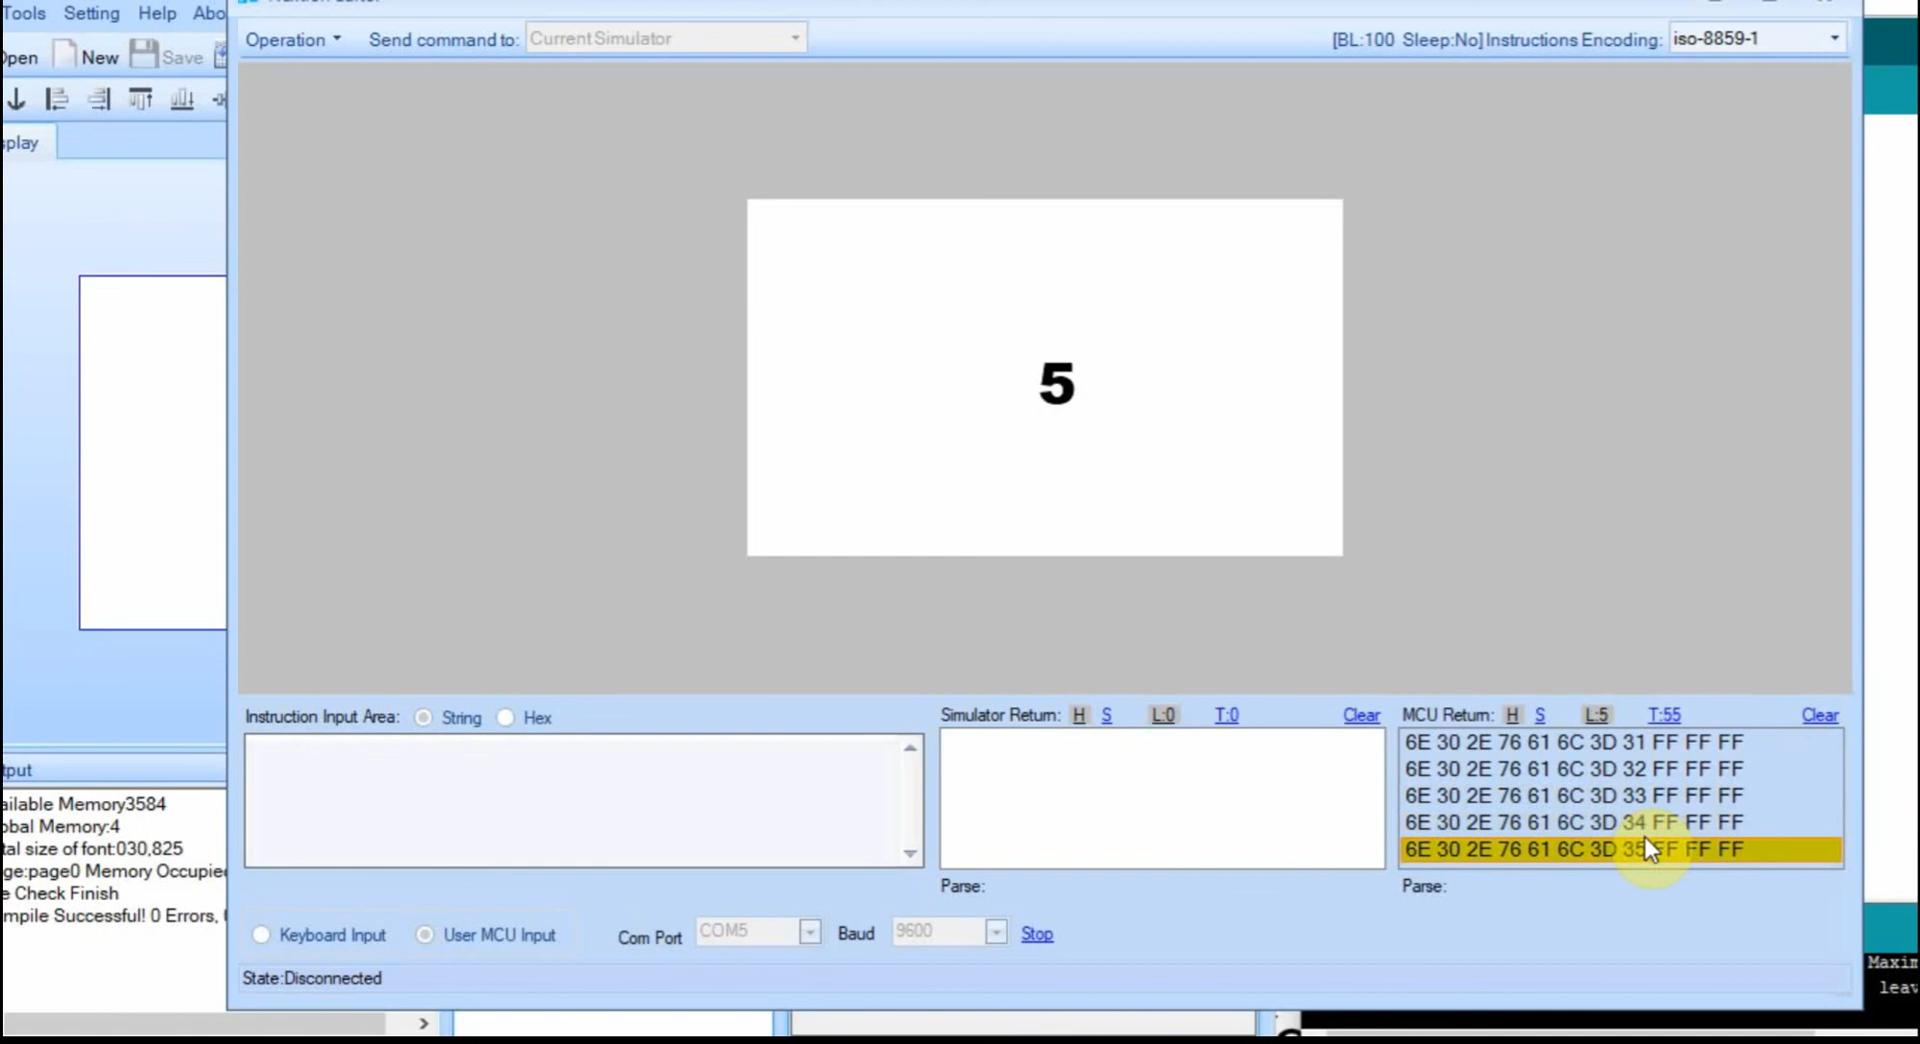 Tools Setting Help Abo
Operation Send command to: Current Simulator [BL:100 Sleep:No] Instructions Encoding: iso-8859-1
Open New Save
splay
5
Instruction Input Area: String Hex
Simulator Return: H S L:0 T:0 Clear
MCU Return: H S L:5 T:55 Clear
6E 30 2E 76 61 6C 3D 31 FF FF FF
6E 30 2E 76 61 6C 3D 32 FF FF FF
6E 30 2E 76 61 6C 3D 33 FF FF FF
6E 30 2E 76 61 6C 3D 34 FF FF FF
6E 30 2E 76 61 6C 3D 35 FF FF FF
Parse:
Parse:
tput
ailable Memory3584
obal Memory:4
tal size of font:030,825
ge:page0 Memory Occupie
e Check Finish
mpile Successful! 0 Errors,
Keyboard Input User MCU Input Com Port COM5 Baud 9600 Stop
State:Disconnected
Maxim
leav